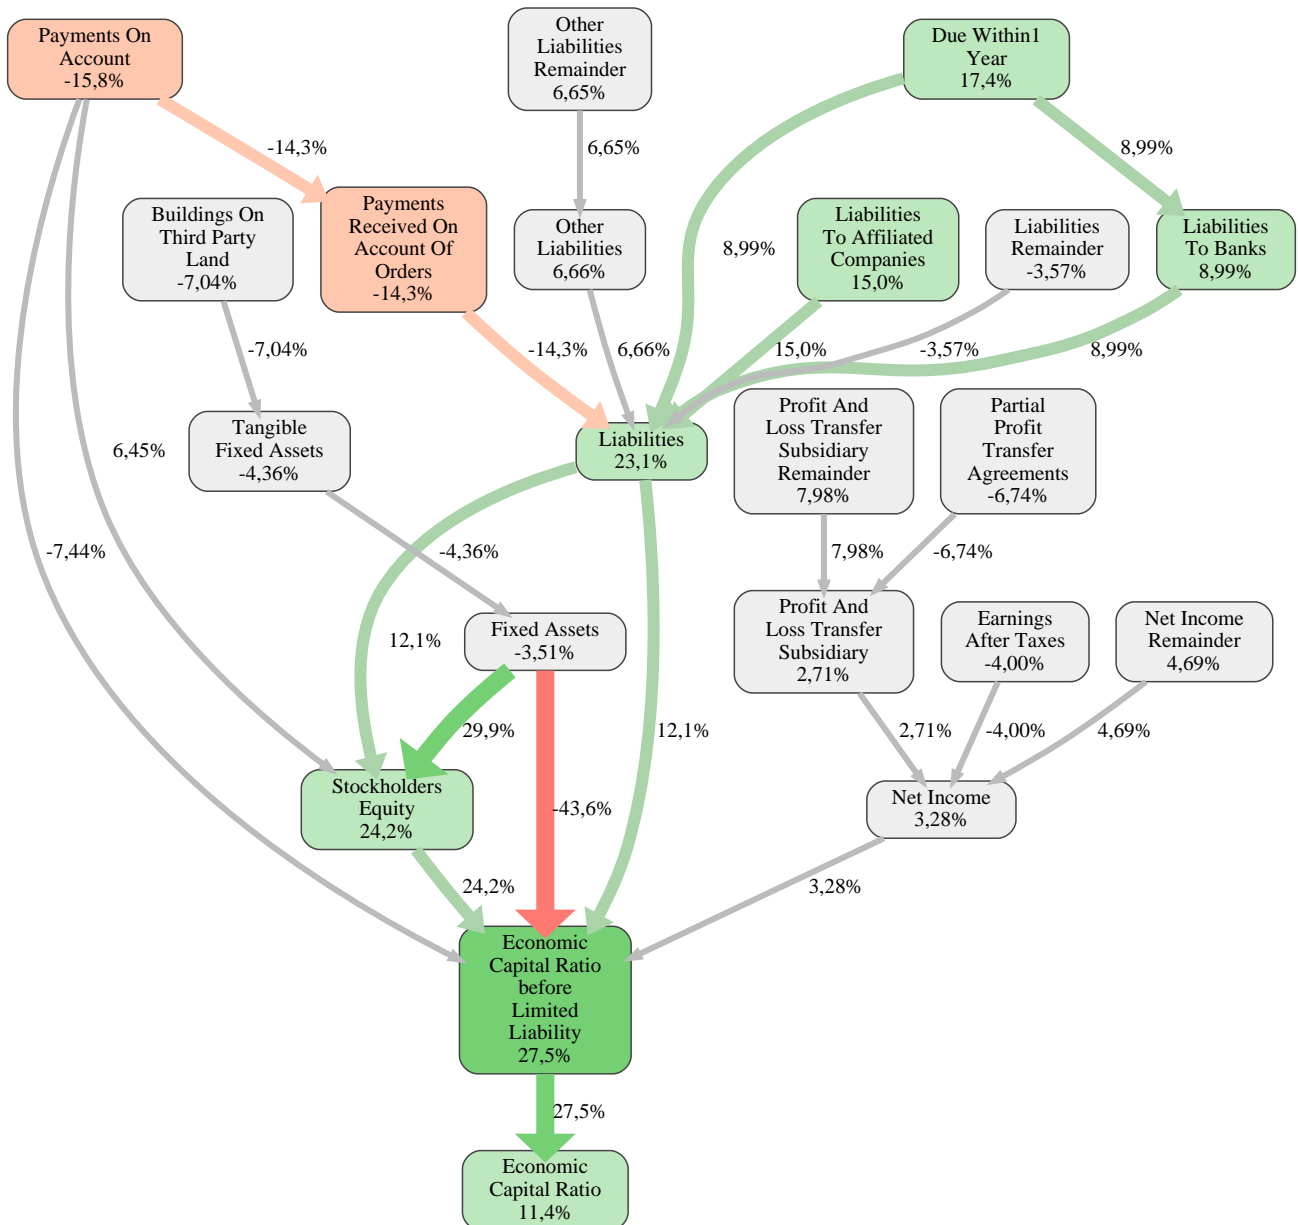 Payments On
Account
-15,8%
Other
Liabilities
Remainder
6,65%
Due Within1
Year
17,4%
-14,3%
6,65%
8,99%
Buildings On
Third Party
Land
-7,04%
Payments
Received On
Account Of
Orders
-14,3%
Other
Liabilities
6,66%
8,99%
Liabilities
To Affiliated
Companies
15,0%
Liabilities
Remainder
-3,57%
Liabilities
To Banks
8,99%
-7,04%
-14,3%
6,66%
15,0%
-3,57%
8,99%
Tangible
Fixed Assets
-4,36%
6,45%
Liabilities
23,1%
Profit And
Loss Transfer
Subsidiary
Remainder
7,98%
Partial
Profit
Transfer
Agreements
-6,74%
-7,44%
-4,36%
7,98%
-6,74%
12,1%
Fixed Assets
-3,51%
Profit And
Loss Transfer
Subsidiary
2,71%
Earnings
After Taxes
-4,00%
Net Income
Remainder
4,69%
29,9%
12,1%
2,71%
-4,00%
4,69%
Stockholders
Equity
24,2%
-43,6%
Net Income
3,28%
24,2%
3,28%
Economic
Capital Ratio
before
Limited
Liability
27,5%
27,5%
Economic
Capital Ratio
11,4%